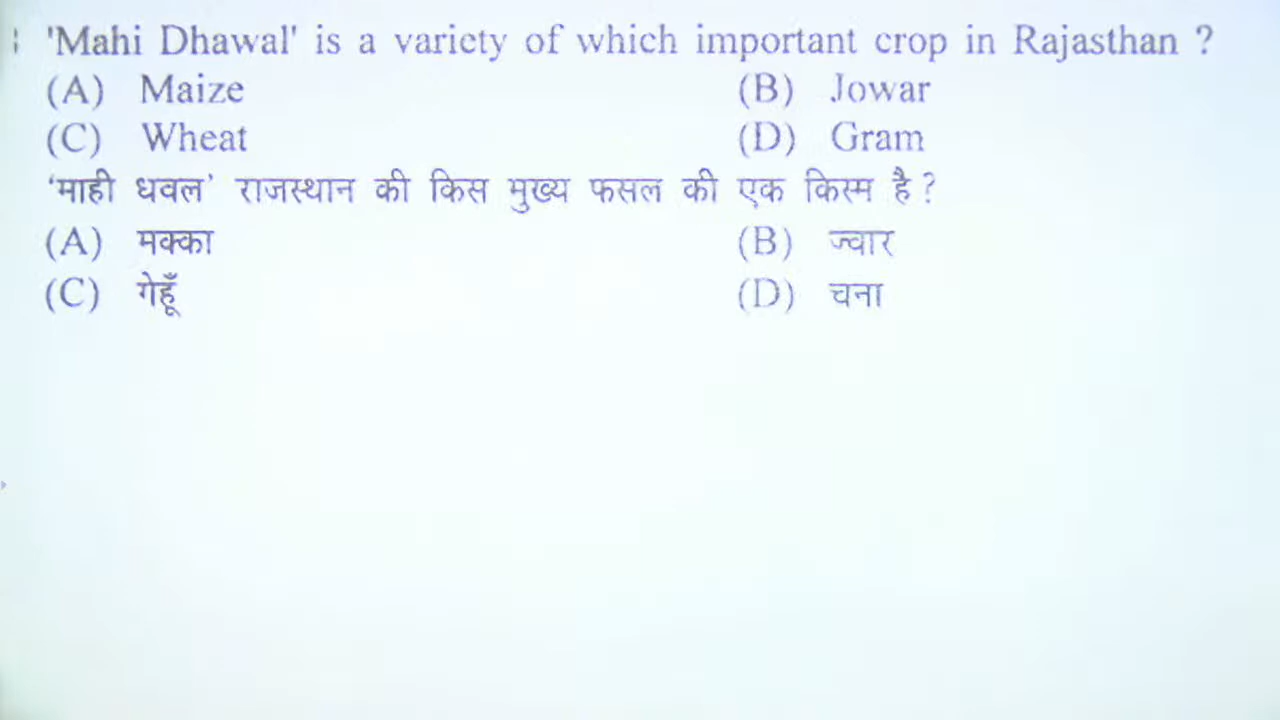 'Mahi Dhawal' is a variety of which important crop in Rajasthan ?
(A) Maize (B) Jowar
(C) Wheat (D) Gram
‘माही धवल’ राजस्थान की किस मुख्य फसल की एक किस्म है ?
(A) मक्का (B) ज्वार
(C) गेहूँ (D) चना